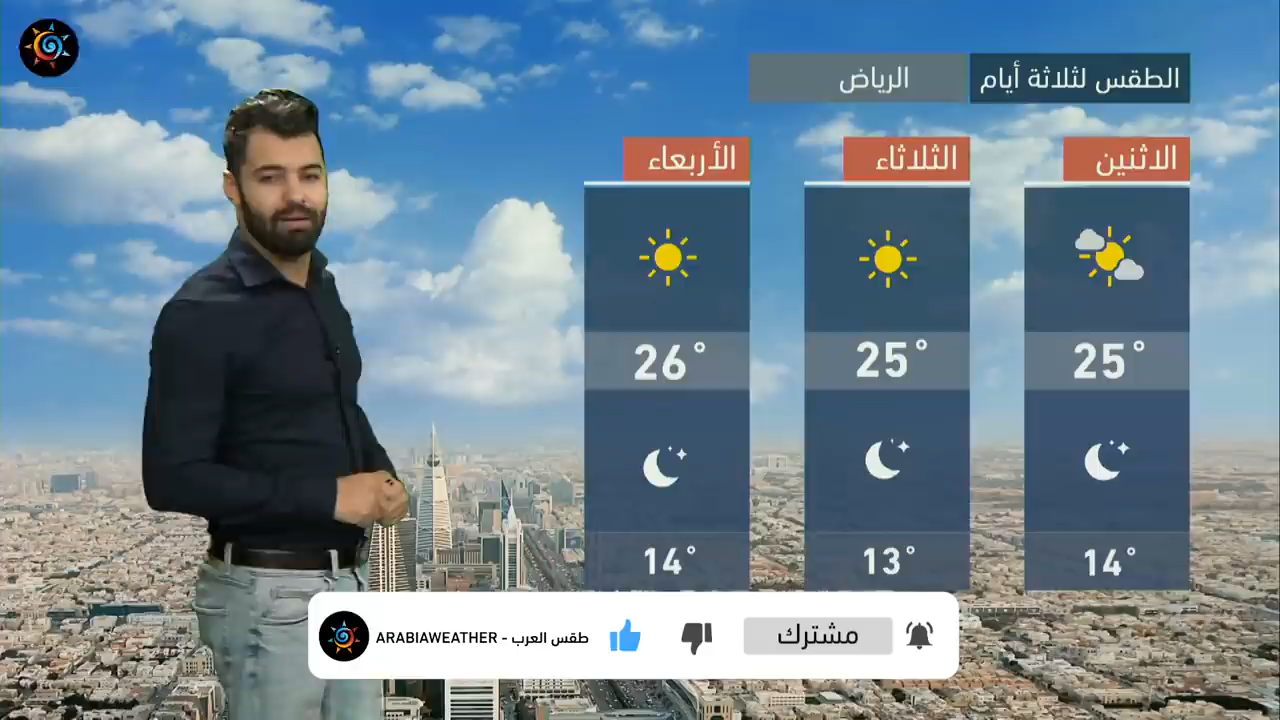 الطقس لثلاثة أيام
الرياض
الاثنين
الثلاثاء
الأربعاء
25°
25°
26°
14°
13°
14°
طقس العرب - ARABIAWEATHER
مشترك